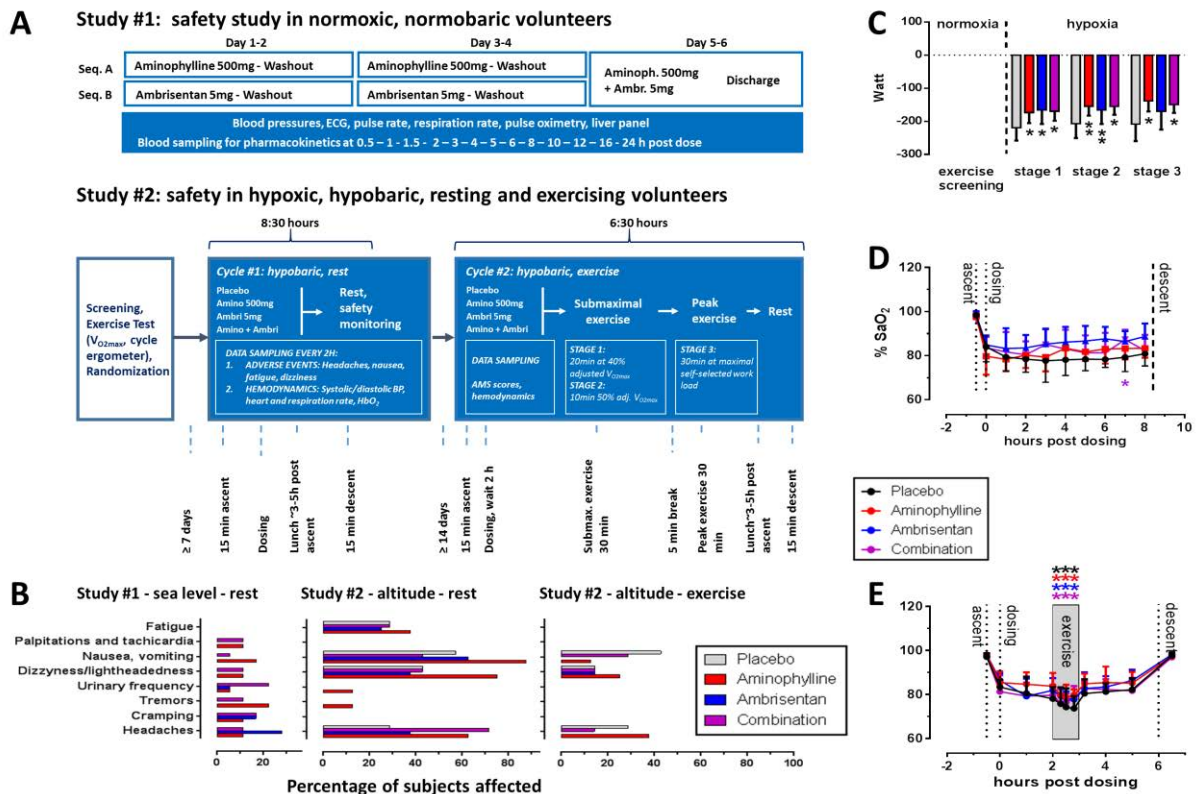 A
Study #1: safety study in normoxic, normobaric volunteers
Day 1-2
Day 3-4
Day 5-6
Seq. A
Aminophylline 500mg - Washout
Aminophylline 500mg - Washout
Aminoph. 500mg
+ Ambr. 5mg
Discharge
Seq. B
Ambrisentan 5mg - Washout
Ambrisentan 5mg - Washout
Blood pressures, ECG, pulse rate, respiration rate, pulse oximetry, liver panel
Blood sampling for pharmacokinetics at 0.5 – 1 - 1.5 - 2 – 3 – 4 – 5 – 6 – 8 – 10 – 12 – 16 - 24 h post dose
Study #2: safety in hypoxic, hypobaric, resting and exercising volunteers
8:30 hours
6:30 hours
Screening,
Exercise Test
(VO2max, cycle
ergometer),
Randomization
Cycle #1: hypobaric, rest
Placebo
Amino 500mg
Ambri 5mg
Amino + Ambri
Rest,
safety
monitoring
DATA SAMPLING EVERY 2H:
1. ADVERSE EVENTS: Headaches, nausea,
fatigue, dizziness
2. HEMODYNAMICS: Systolic/diastolic BP,
heart and respiration rate, HbO2
Cycle #2: hypobaric, exercise
Placebo
Amino 500mg
Ambri 5mg
Amino + Ambri
Submaximal
exercise
Peak
exercise
Rest
DATA SAMPLING
AMS scores,
hemodynamics
STAGE 1:
20min at 40%
adjusted VO2max
STAGE 2:
10min 50% adj. VO2max
STAGE 3:
30min at maximal
self-selected work
load
≥ 7 days
15 min ascent
Dosing
Lunch ~3-5h post
ascent
15 min descent
≥ 14 days
15 min ascent
Dosing, wait 2 h
Submax. exercise
30 min
5 min break
Peak exercise 30
min
Lunch ~3-5h post
ascent
15 min descent
B
Study #1 - sea level - rest
Study #2 - altitude - rest
Study #2 - altitude - exercise
Fatigue
Palpitations and tachicardia
Nausea, vomiting
Dizzyness/lightheadedness
Urinary frequency
Tremors
Cramping
Headaches
Placebo
Aminophylline
Ambrisentan
Combination
0 20 40
0 20 40 60 80
0 20 40 60 80 100
Percentage of subjects affected
C
normoxia
hypoxia
Watt
100
0
-100
-200
-300
* * *
** ** *
* *
exercise
screening
stage 1
stage 2
stage 3
D
ascent
dosing
descent
% SaO2
120
100
80
60
*
-2 0 2 4 6 8 10
hours post dosing
Placebo
Aminophylline
Ambrisentan
Combination
E
***
***
***
***
ascent
dosing
exercise
descent
120
100
80
60
-2 0 2 4 6
hours post dosing